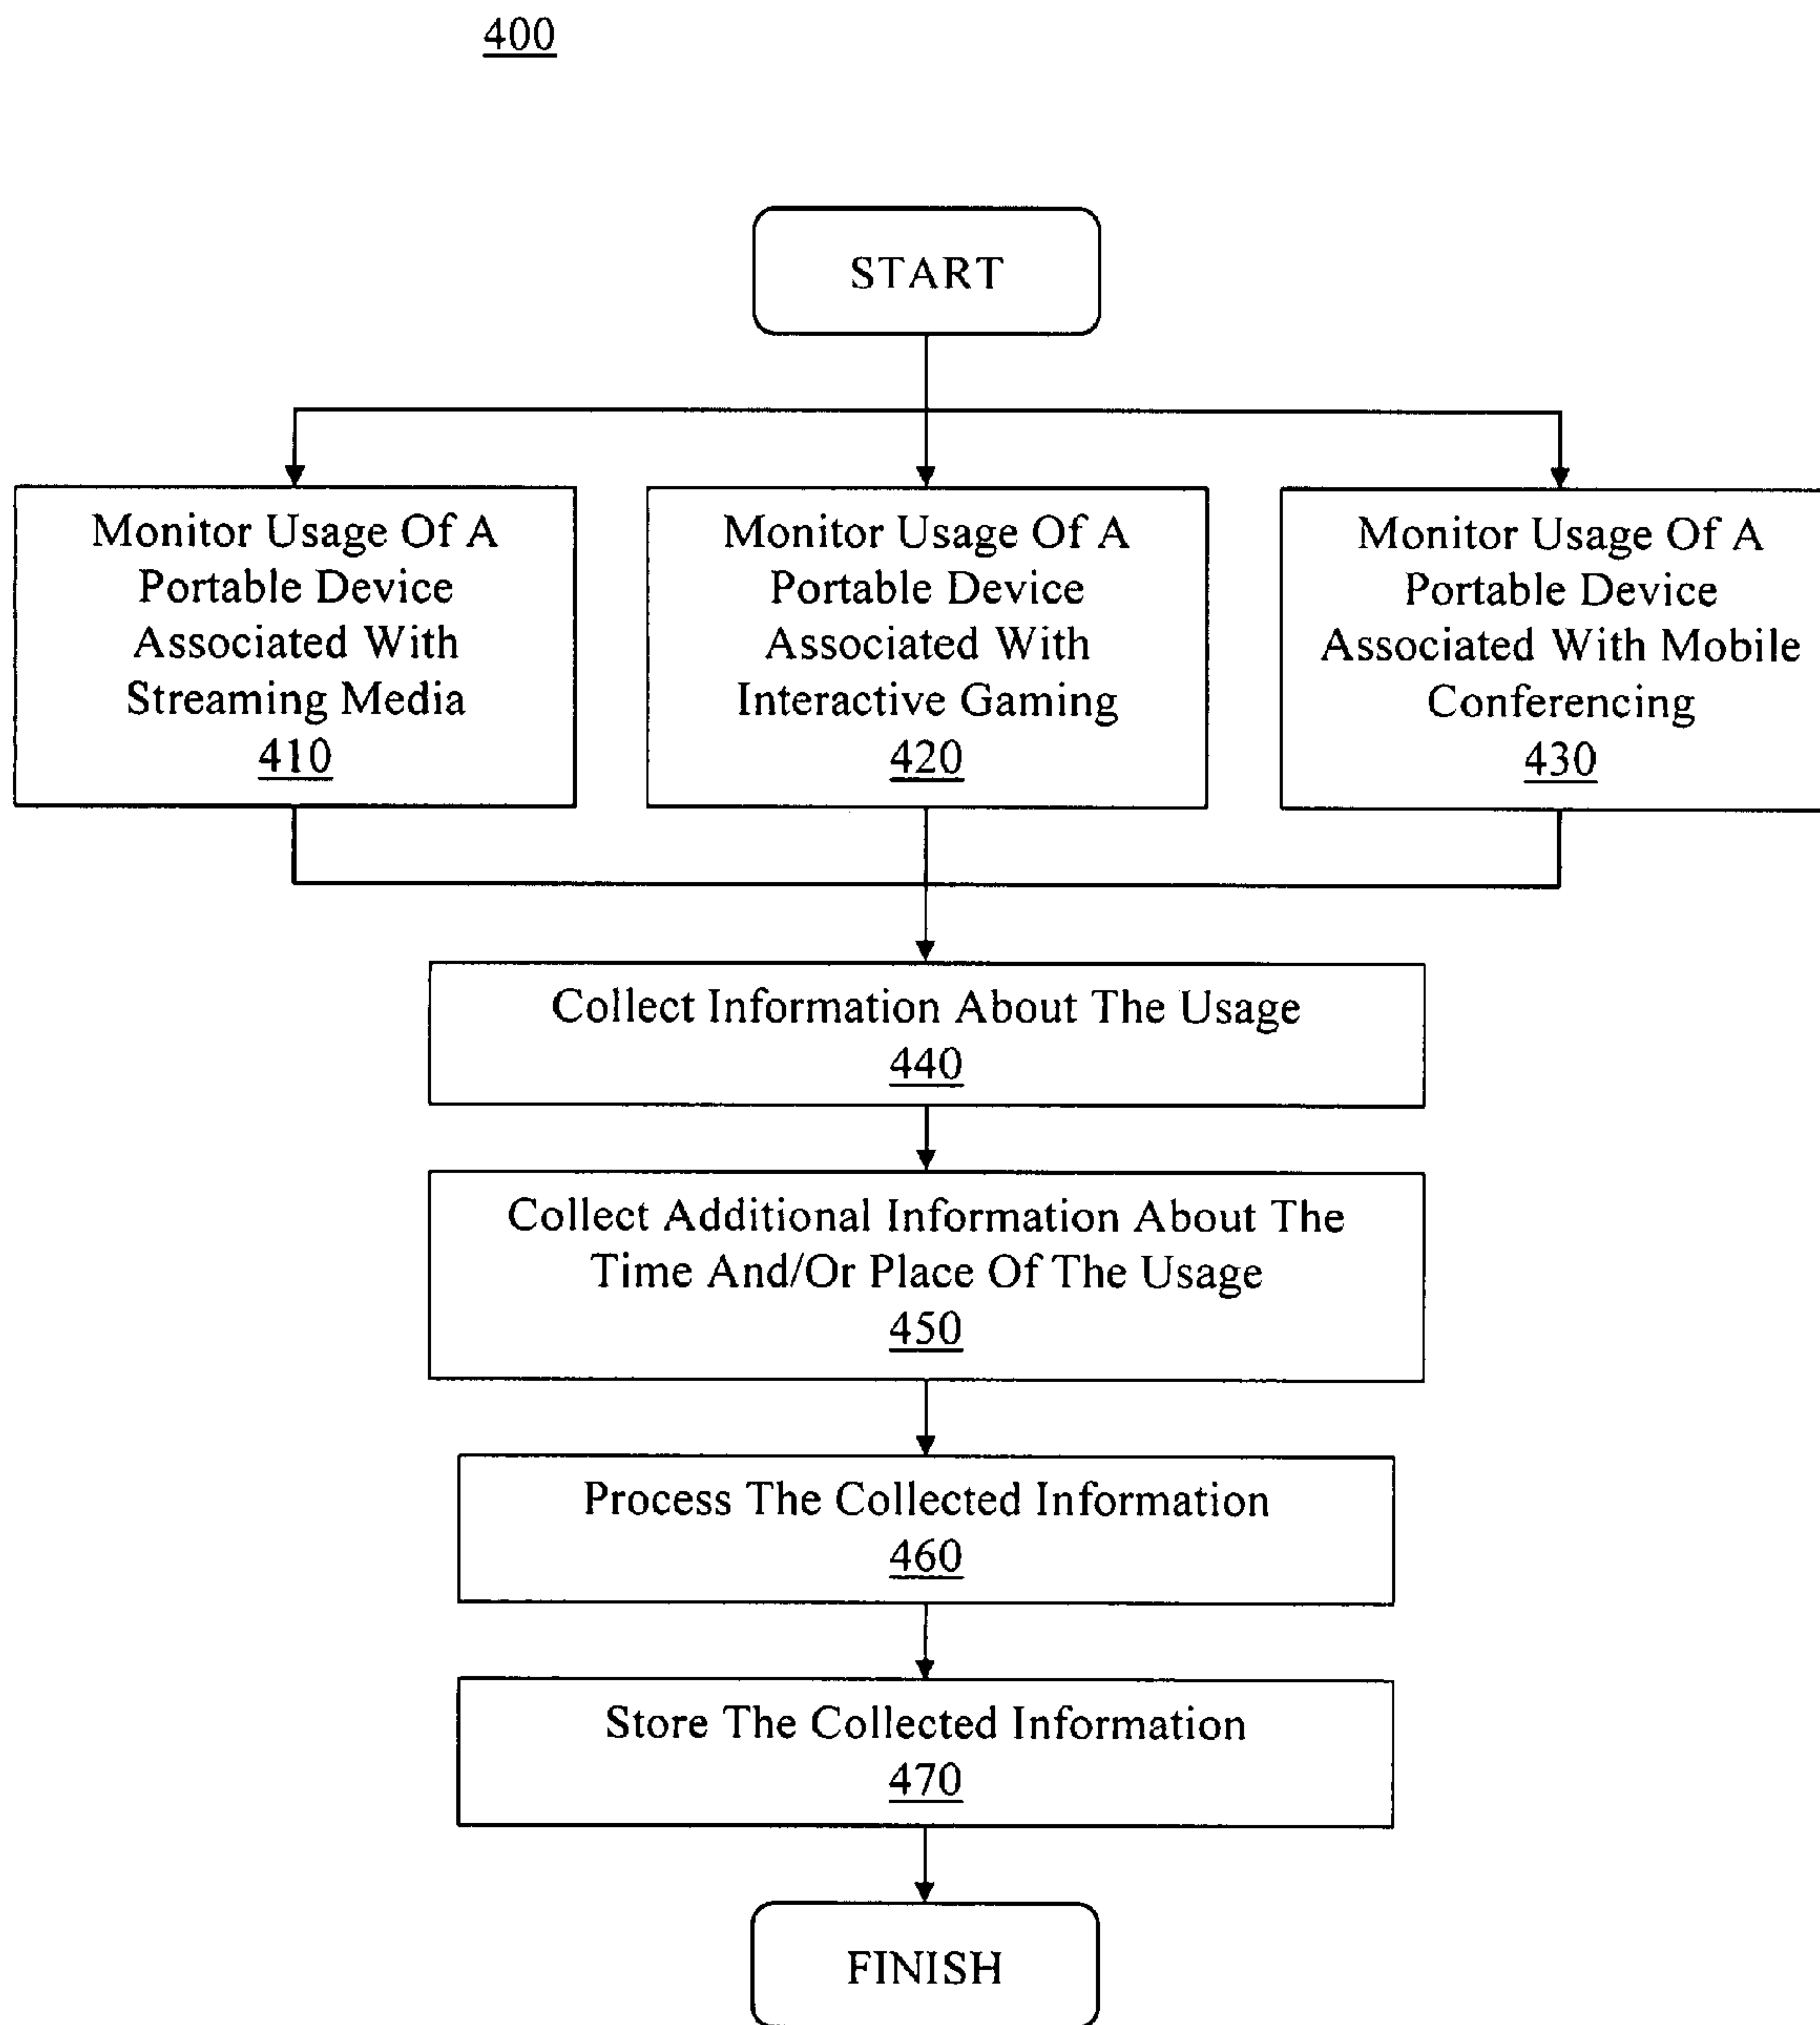 400
START
Monitor Usage Of A
Portable Device
Associated With
Streaming Media
410
Monitor Usage Of A
Portable Device
Associated With
Interactive Gaming
420
Monitor Usage Of A
Portable Device
Associated With Mobile
Conferencing
430
Collect Information About The Usage
440
Collect Additional Information About The
Time And/Or Place Of The Usage
450
Process The Collected Information
460
Store The Collected Information
470
FINISH